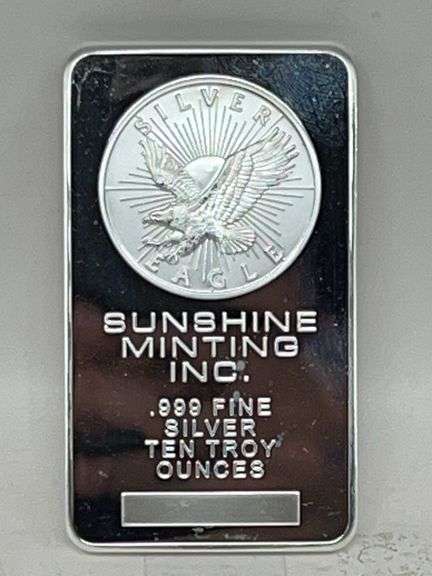 SILVER
EAGLE
SUNSHINE
MINTING
INC.
.999 FINE
SILVER
TEN TROY
OUNCES